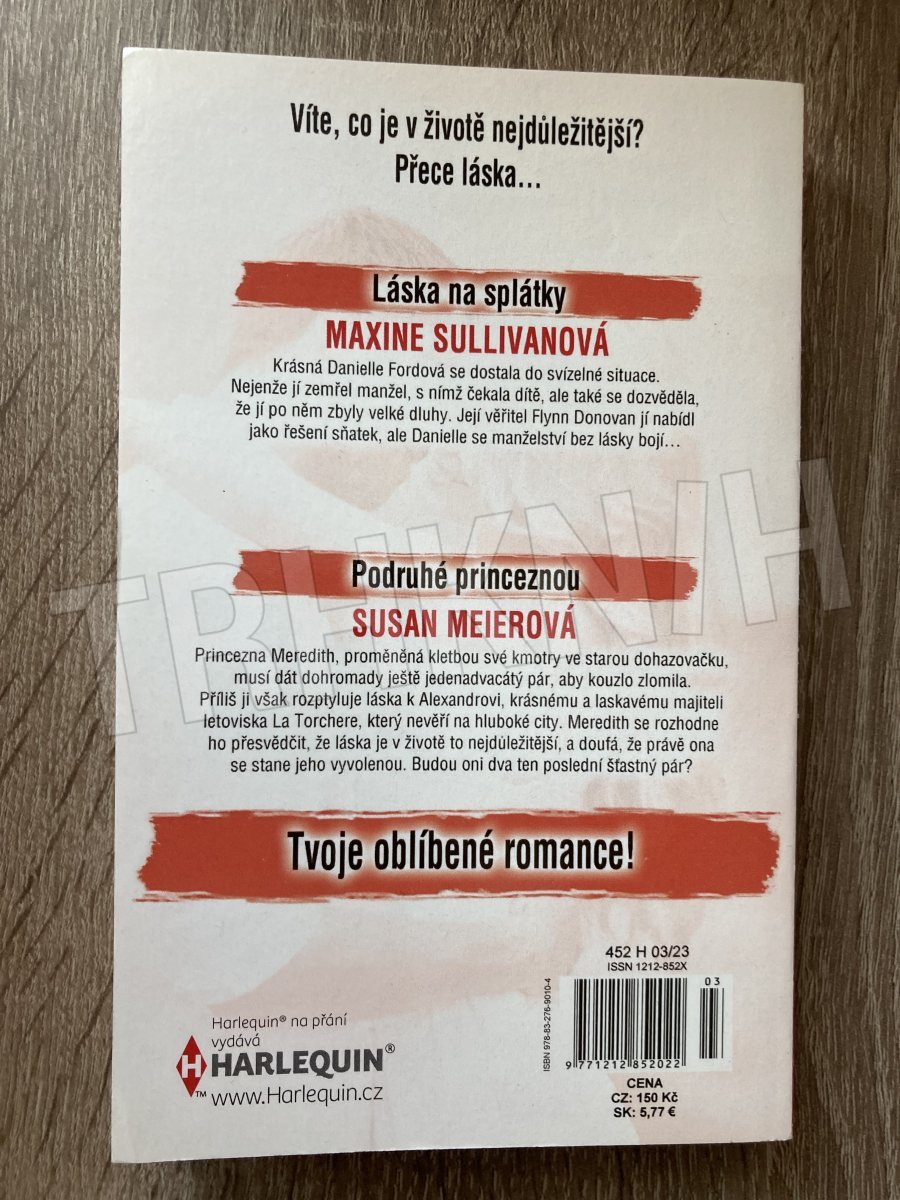 Víte, co je v životě nejdůležitější?
Přece láska...
Láska na splátky
MAXINE SULLIVANOVÁ
Krásná Danielle Fordová se dostala do svízelné situace.
Nejenže jí zemřel manžel, s nímž čekala dítě, ale také se dozvěděla,
že jí po něm zbyly velké dluhy. Její věřitel Flynn Donovan jí nabídl
jako řešení sňatek, ale Danielle se manželství bez lásky bojí...
TRHKNIH
Podruhé princeznou
SUSAN MEIEROVÁ
Princezna Meredith, proměněná kletbou své kmotry ve starou dohazovačku,
musí dát dohromady ještě jedenadvacátý pár, aby kouzlo zlomila.
Příliš ji však rozptyluje láska k Alexandrovi, krásnému a laskavému majiteli
letoviska La Torchere, který nevěří na hluboké city. Meredith se rozhodne
ho přesvědčit, že láska je v životě to nejdůležitější, a doufá, že právě ona
se stane jeho vyvolenou. Budou oni dva ten poslední šťastný pár?
Tvoje oblíbené romance!
452 H 03/23
ISSN 1212-852X
03
ISBN 978-83-276-9010-4
9 771212 852022
CENA
CZ: 150 Kč
SK: 5,77 €
Harlequin® na přání
vydává
H HARLEQUIN®
™ www.Harlequin.cz